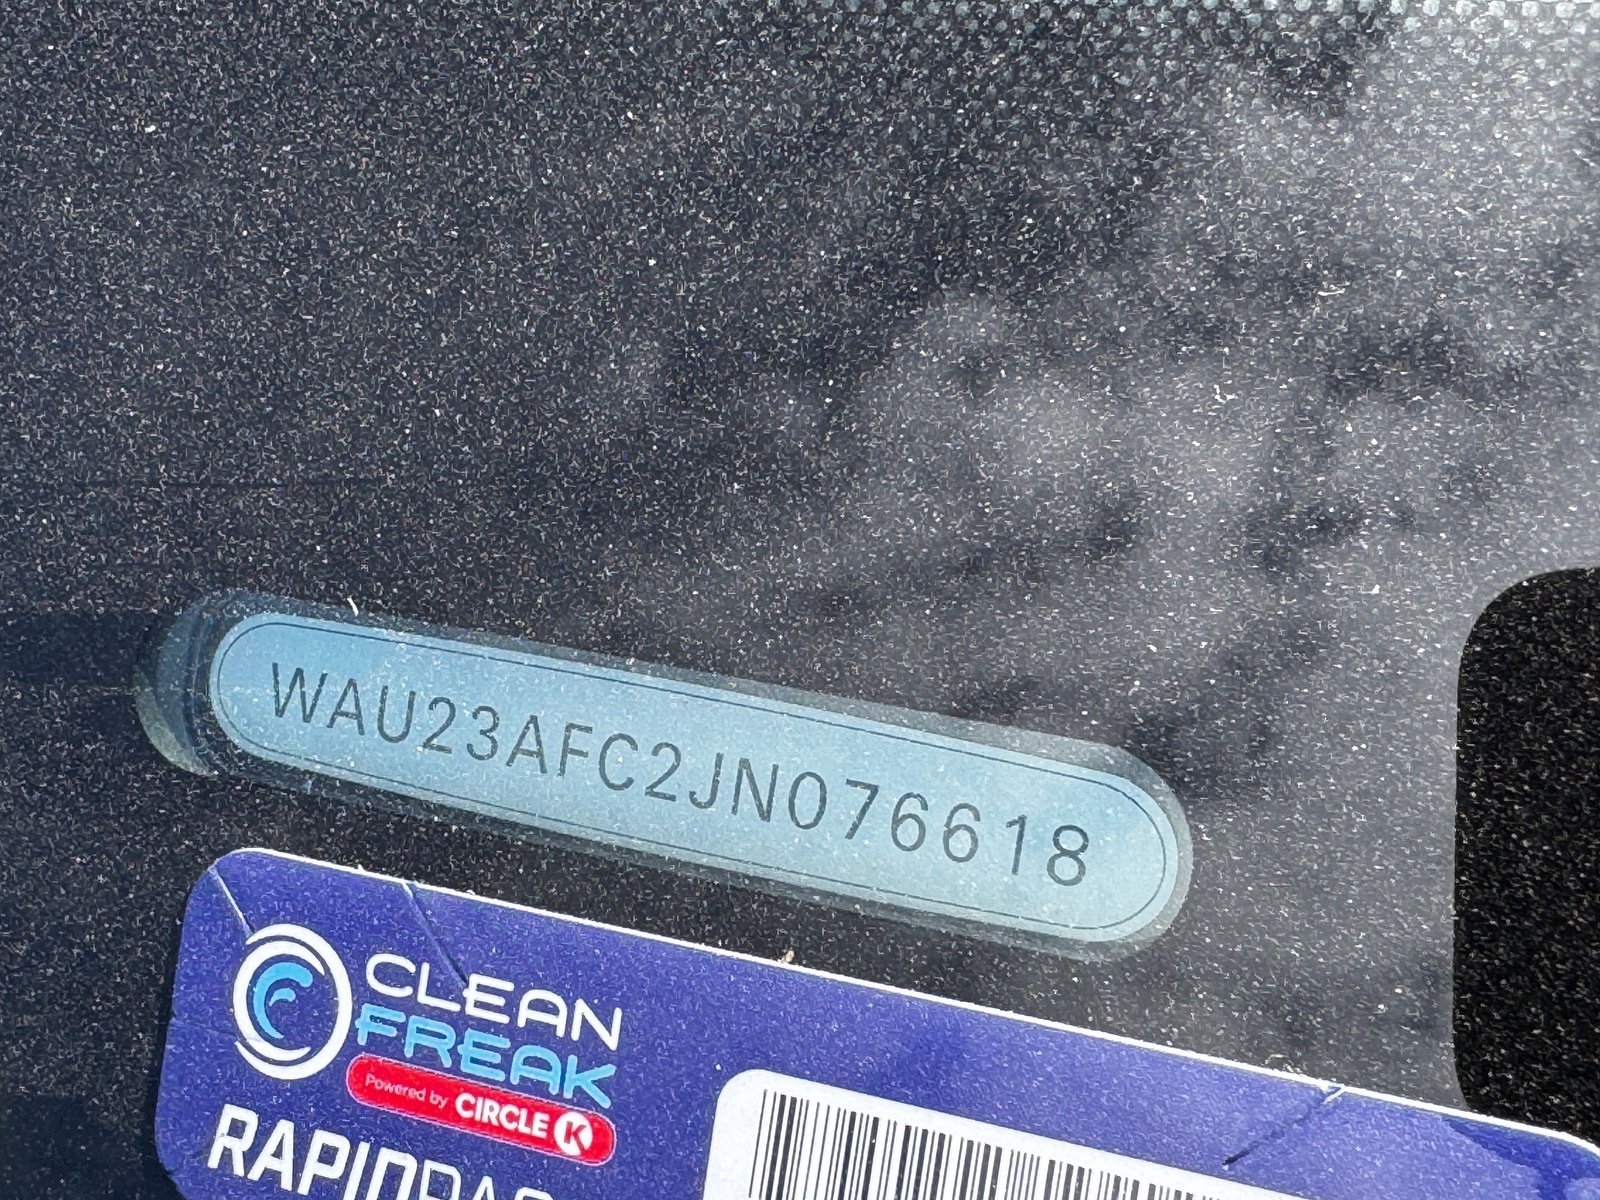 WAU23AFC2JN076618
CLEAN
FREAK
Powered by CIRCLE K